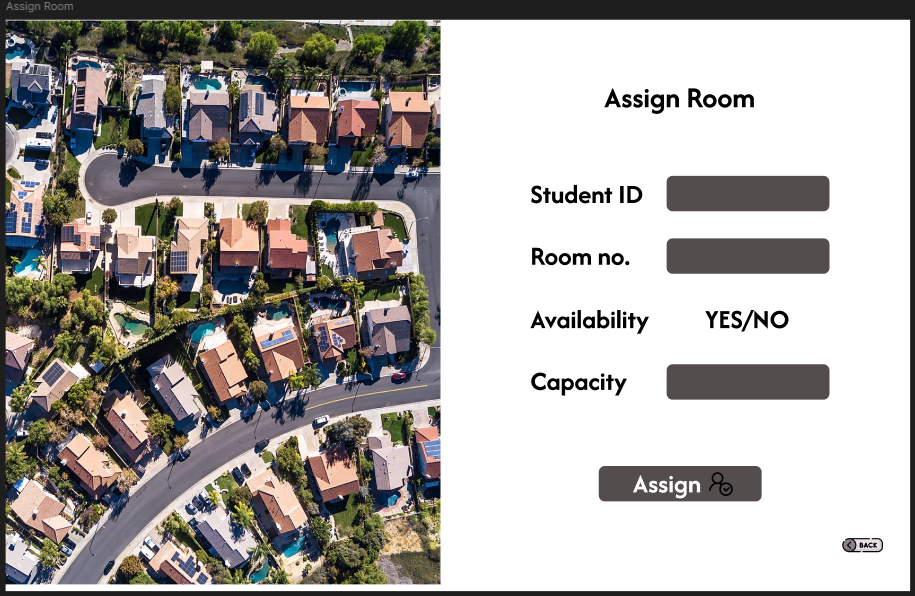 Assign Room
Assign Room
Student ID
Room no.
Availability YES/NO
Capacity
Assign
BACK